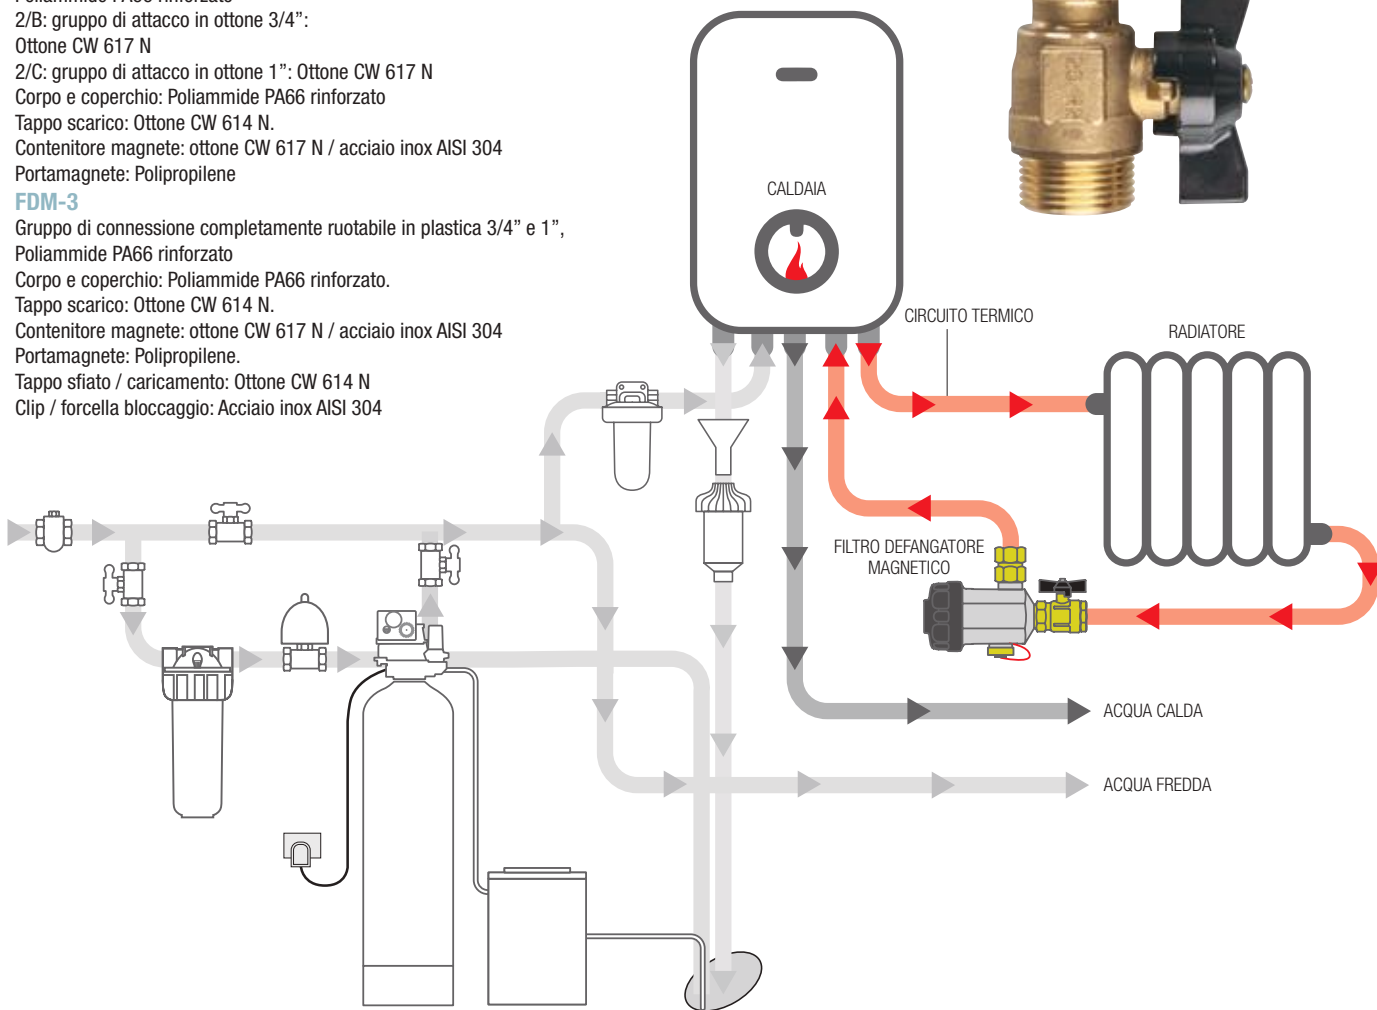 2/B: gruppo di attacco in ottone 3/4”:
Ottone CW 617 N
2/C: gruppo di attacco in ottone 1”: Ottone CW 617 N
Corpo e coperchio: Poliammide PA66 rinforzato
Tappo scarico: Ottone CW 614 N.
Contenitore magnete: ottone CW 617 N / acciaio inox AISI 304
Portamagnete: Polipropilene
FDM-3
Gruppo di connessione completamente ruotabile in plastica 3/4” e 1”,
Poliammide PA66 rinforzato
Corpo e coperchio: Poliammide PA66 rinforzato.
Tappo scarico: Ottone CW 614 N.
Contenitore magnete: ottone CW 617 N / acciaio inox AISI 304
Portamagnete: Polipropilene.
Tappo sfiato / caricamento: Ottone CW 614 N
Clip / forcella bloccaggio: Acciaio inox AISI 304
CALDAIA
CIRCUITO TERMICO
RADIATORE
FILTRO DEFANGATORE
MAGNETICO
ACQUA CALDA
ACQUA FREDDA